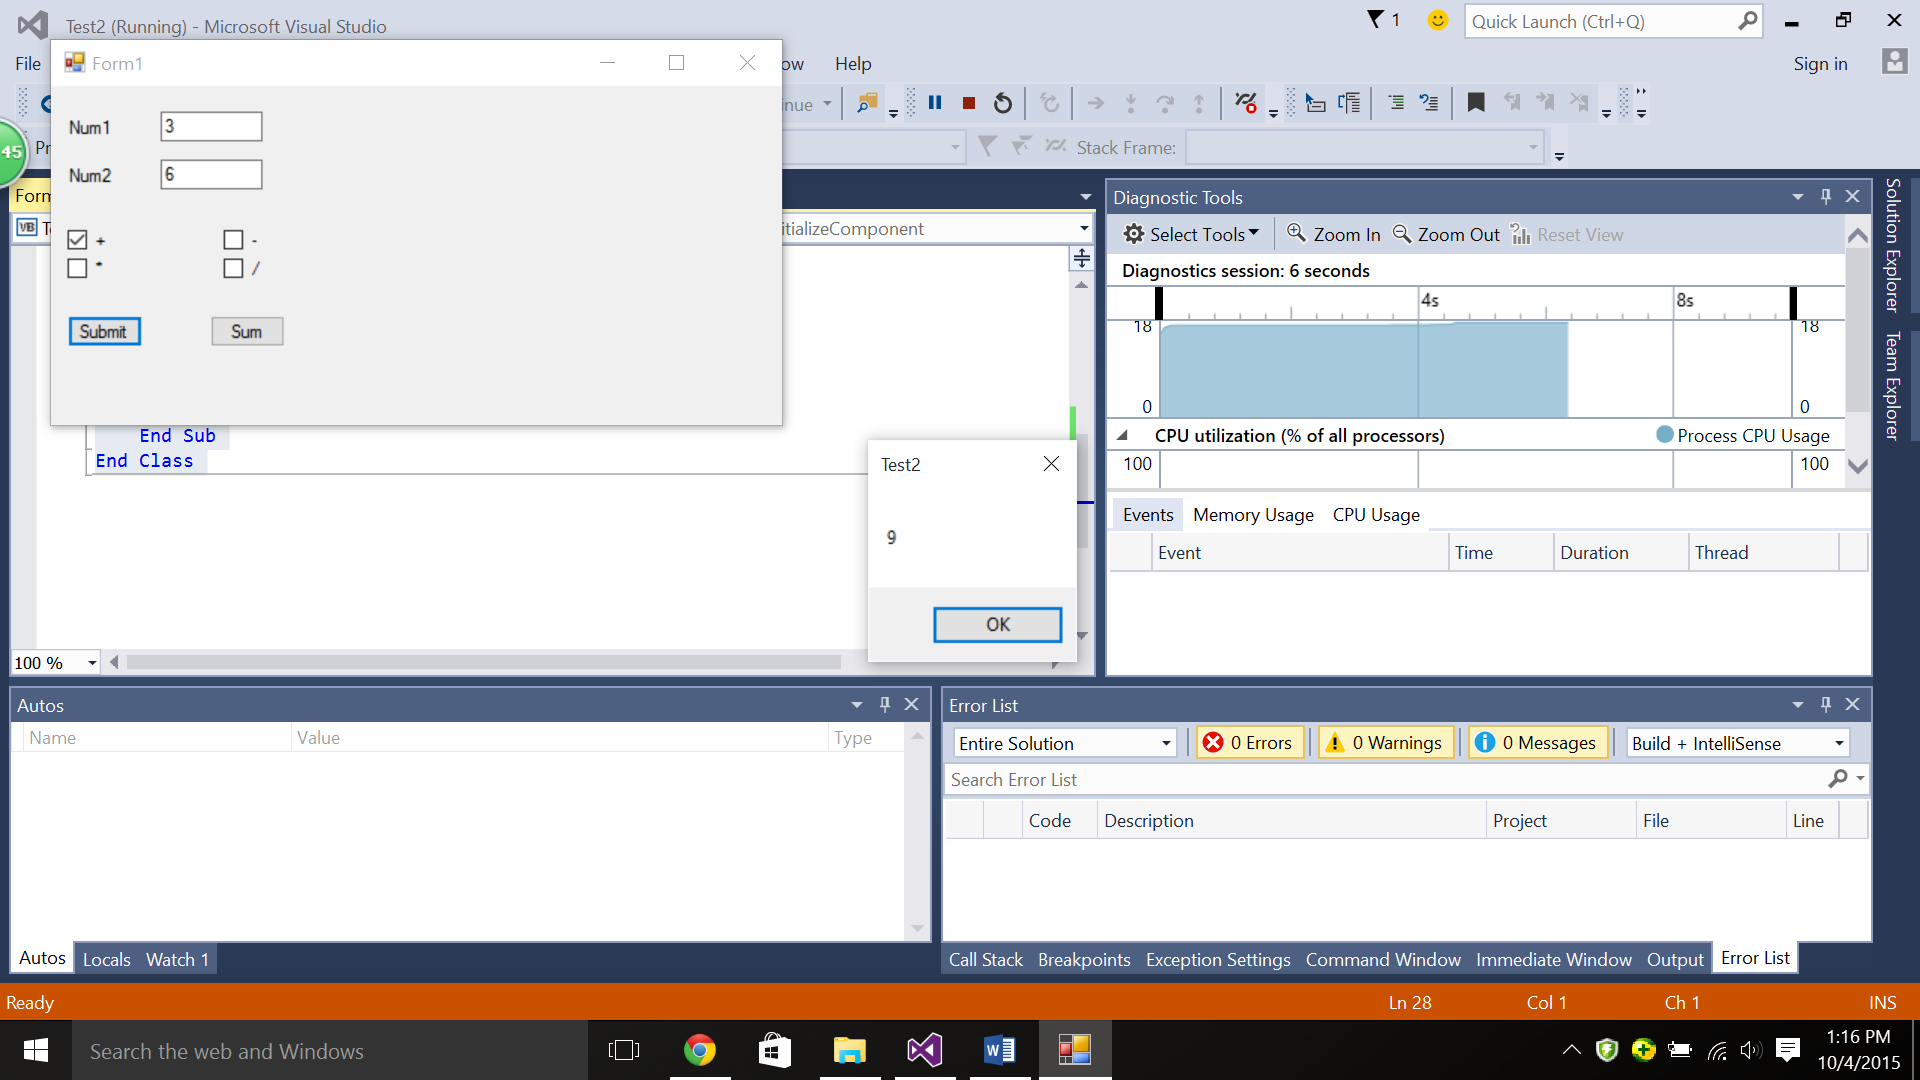 Test2 (Running) - Microsoft Visual Studio
1
Quick Launch (Ctrl+Q)
File
Help
Sign in
Form1
Stack Frame:
Num1
3
Num2
6
45
+
-
*
/
Submit
Sum
End Sub
End Class
100 %
Test2
9
OK
Diagnostic Tools
Select Tools
Zoom In
Zoom Out
Reset View
Diagnostics session: 6 seconds
4s
8s
18
18
0
0
CPU utilization (% of all processors)
Process CPU Usage
100
100
Events
Memory Usage
CPU Usage
Event
Time
Duration
Thread
Solution Explorer
Team Explorer
Autos
Name
Value
Type
Autos
Locals
Watch 1
Error List
Entire Solution
0 Errors
0 Warnings
0 Messages
Build + IntelliSense
Search Error List
Code
Description
Project
File
Line
Call Stack
Breakpoints
Exception Settings
Command Window
Immediate Window
Output
Error List
Ready
Ln 28
Col 1
Ch 1
INS
Search the web and Windows
1:16 PM
10/4/2015